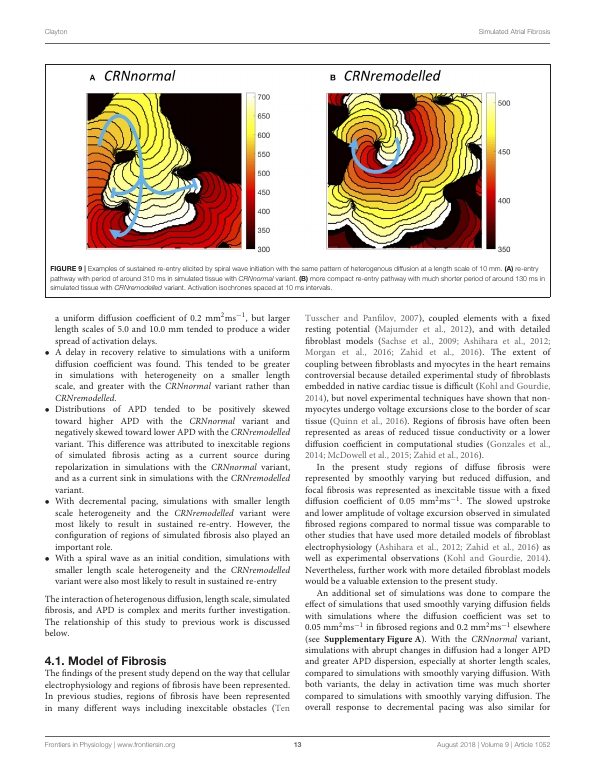 Clayton
Simulated Atrial Fibrosis
A CRNnormal
700
650
600
550
500
450
400
350
300
B CRNremodelled
500
450
400
350
FIGURE 9 | Examples of sustained re-entry elicited by spiral wave initiation with the same pattern of heterogenous diffusion at a length scale of 10 mm. (A) re-entry
pathway with period of around 310 ms in simulated tissue with CRNnormal variant. (B) more compact re-entry pathway with much shorter period of around 130 ms in
simulated tissue with CRNremodelled variant. Activation isochrones spaced at 10 ms intervals.
a uniform diffusion coefficient of 0.2 mm²ms⁻¹, but larger
length scales of 5.0 and 10.0 mm tended to produce a wider
spread of activation delays.
• A delay in recovery relative to simulations with a uniform
diffusion coefficient was found. This tended to be greater
in simulations with heterogeneity on a smaller length
scale, and greater with the CRNnormal variant rather than
CRNremodelled.
• Distributions of APD tended to be positively skewed
toward higher APD with the CRNnormal variant and
negatively skewed toward lower APD with the CRNremodelled
variant. This difference was attributed to inexcitable regions
of simulated fibrosis acting as a current source during
repolarization in simulations with the CRNnormal variant,
and as a current sink in simulations with the CRNremodelled
variant.
• With decremental pacing, simulations with smaller length
scale heterogeneity and the CRNremodelled variant were
most likely to result in sustained re-entry. However, the
configuration of regions of simulated fibrosis also played an
important role.
• With a spiral wave as an initial condition, simulations with
smaller length scale heterogeneity and the CRNremodelled
variant were also most likely to result in sustained re-entry
The interaction of heterogenous diffusion, length scale, simulated
fibrosis, and APD is complex and merits further investigation.
The relationship of this study to previous work is discussed
below.
4.1. Model of Fibrosis
The findings of the present study depend on the way that cellular
electrophysiology and regions of fibrosis have been represented.
In previous studies, regions of fibrosis have been represented
in many different ways including inexcitable obstacles (Ten
Tusscher and Panfilov, 2007), coupled elements with a fixed
resting potential (Majumder et al., 2012), and with detailed
fibroblast models (Sachse et al., 2009; Ashihara et al., 2012;
Morgan et al., 2016; Zahid et al., 2016). The extent of
coupling between fibroblasts and myocytes in the heart remains
controversial because detailed experimental study of fibroblasts
embedded in native cardiac tissue is difficult (Kohl and Gourdie,
2014), but novel experimental techniques have shown that non-
myocytes undergo voltage excursions close to the border of scar
tissue (Quinn et al., 2016). Regions of fibrosis have often been
represented as areas of reduced tissue conductivity or a lower
diffusion coefficient in computational studies (Gonzales et al.,
2014; McDowell et al., 2015; Zahid et al., 2016).
In the present study regions of diffuse fibrosis were
represented by smoothly varying but reduced diffusion, and
focal fibrosis was represented as inexcitable tissue with a fixed
diffusion coefficient of 0.05 mm²ms⁻¹. The slowed upstroke
and lower amplitude of voltage excursion observed in simulated
fibrosed regions compared to normal tissue was comparable to
other studies that have used more detailed models of fibroblast
electrophysiology (Ashihara et al., 2012; Zahid et al., 2016) as
well as experimental observations (Kohl and Gourdie, 2014).
Nevertheless, further work with more detailed fibroblast models
would be a valuable extension to the present study.
An additional set of simulations was done to compare the
effect of simulations that used smoothly varying diffusion fields
with simulations where the diffusion coefficient was set to
0.05 mm²ms⁻¹ in fibrosed regions and 0.2 mm²ms⁻¹ elsewhere
(see Supplementary Figure A). With the CRNnormal variant,
simulations with abrupt changes in diffusion had a longer APD
and greater APD dispersion, especially at shorter length scales,
compared to simulations with smoothly varying diffusion. With
both variants, the delay in activation time was much shorter
compared to simulations with smoothly varying diffusion. The
overall response to decremental pacing was also similar for
Frontiers in Physiology | www.frontiersin.org
13
August 2018 | Volume 9 | Article 1052